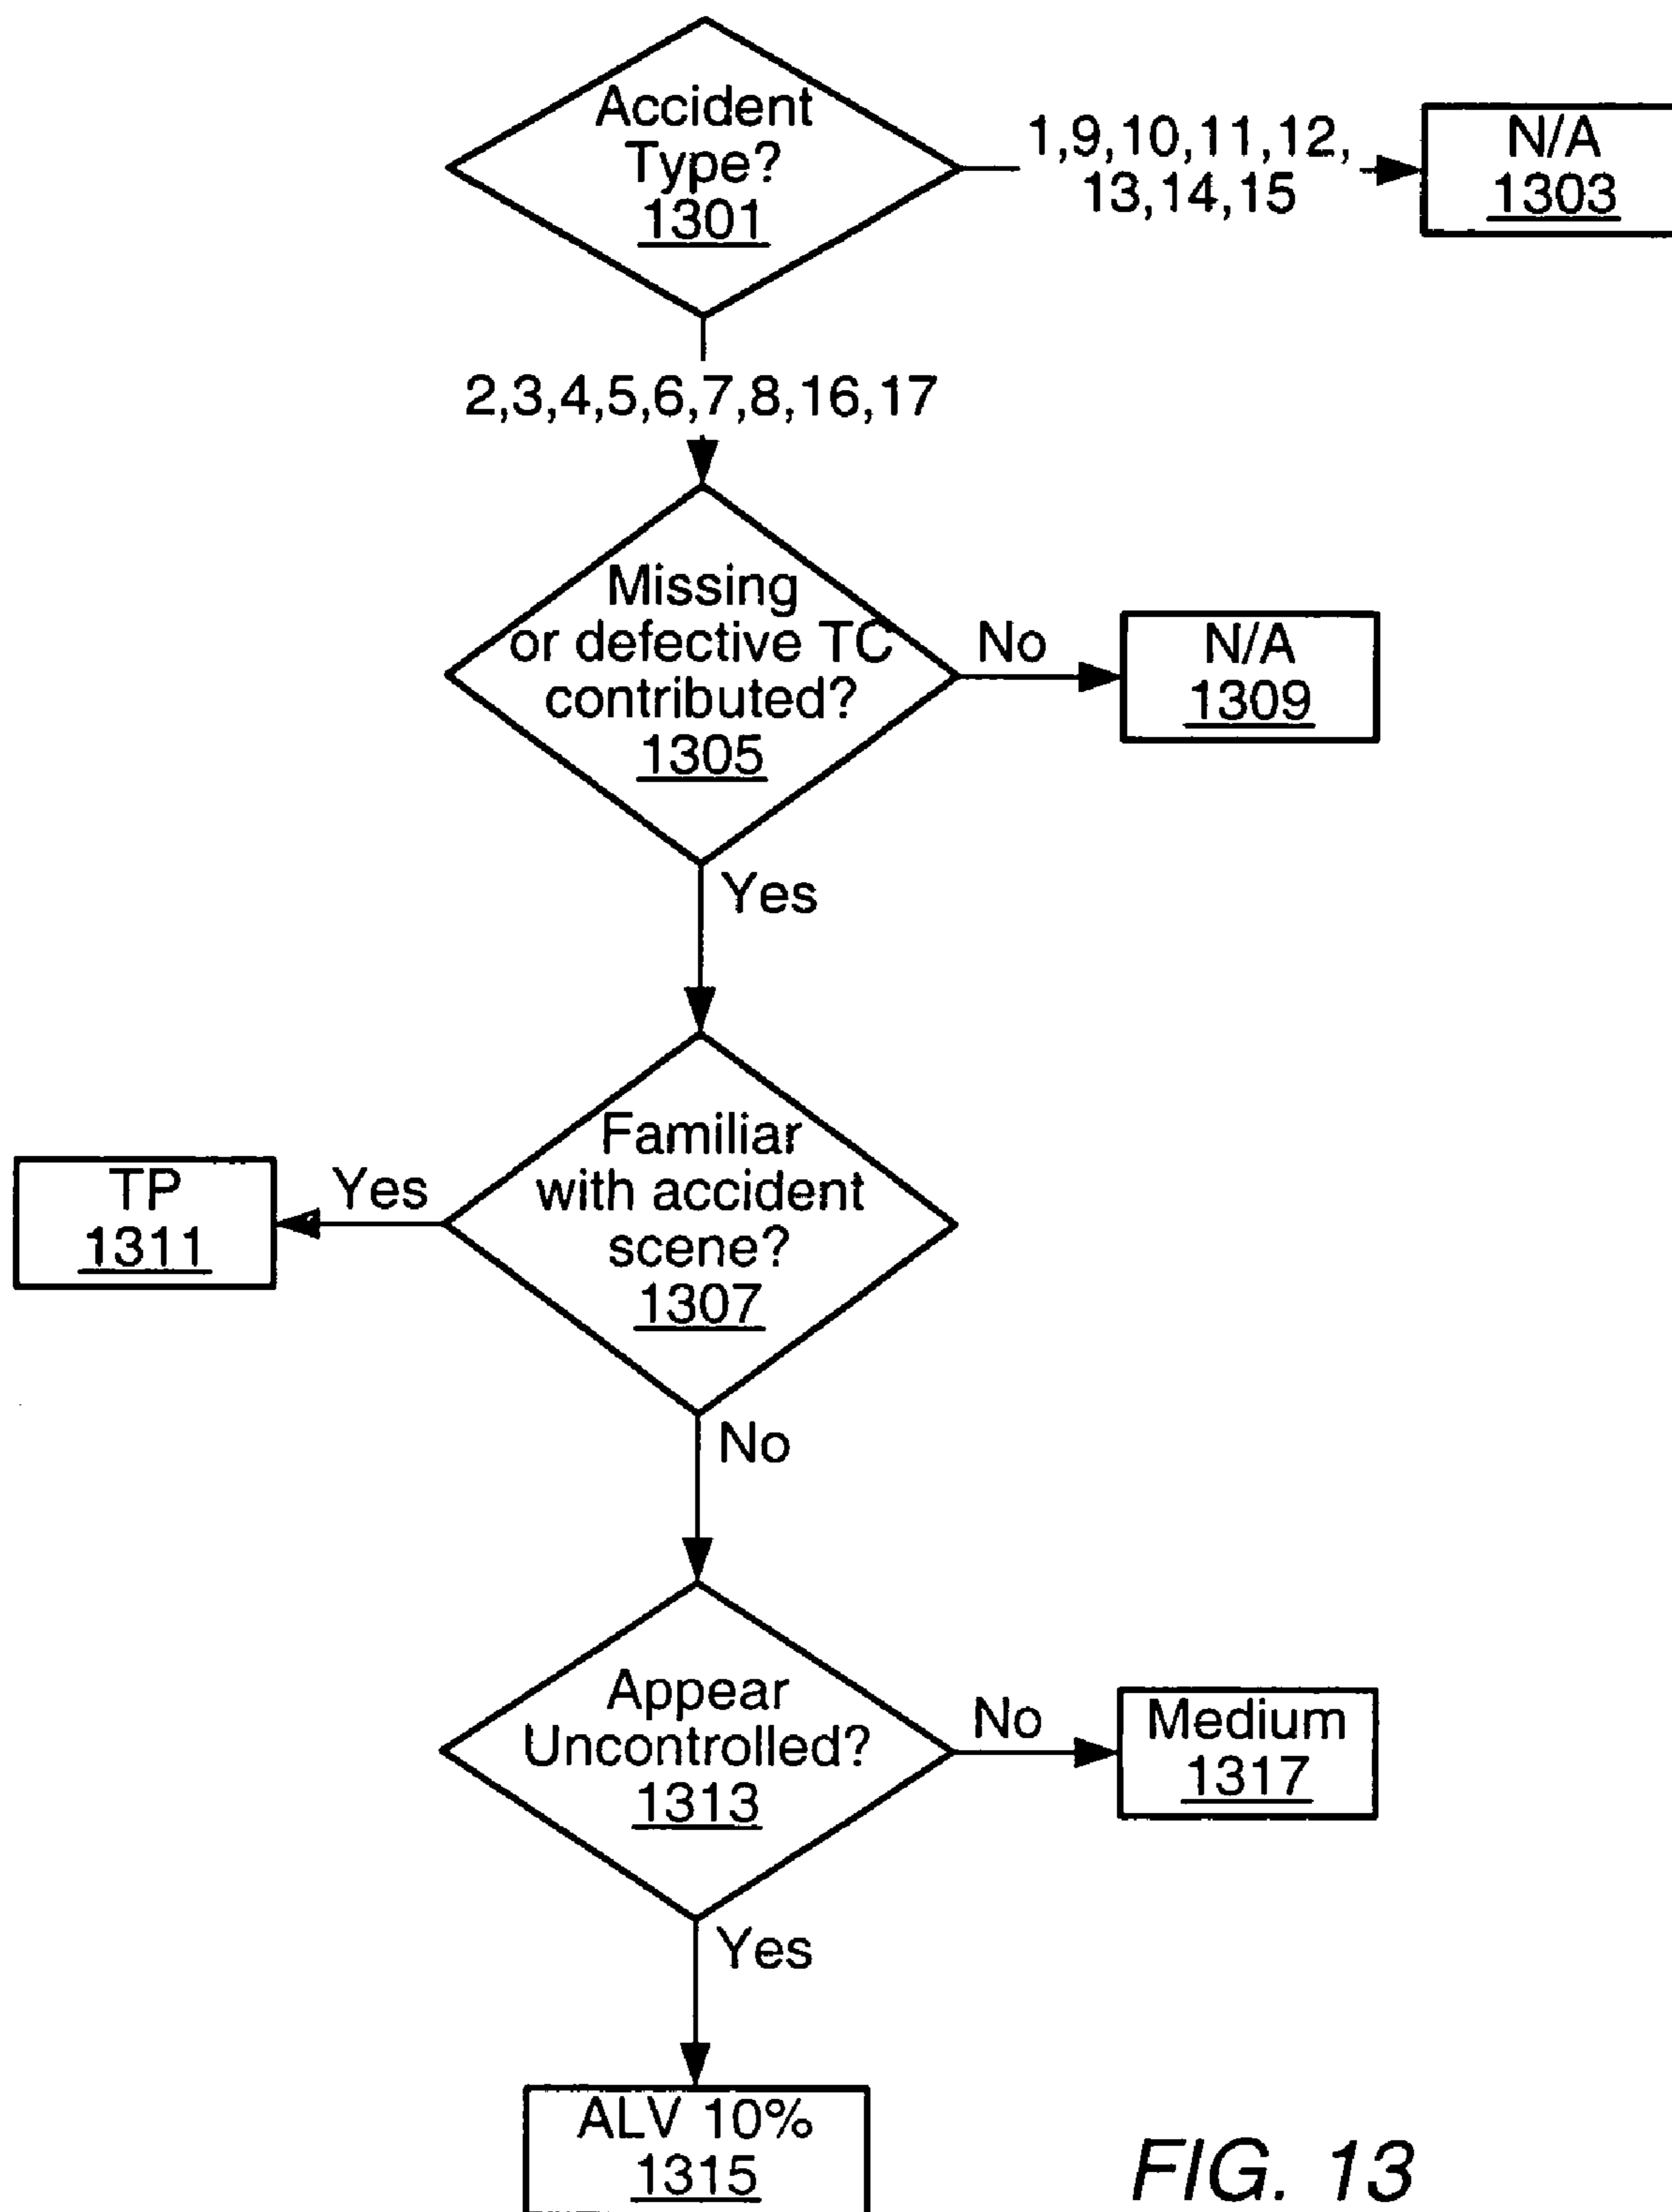 Accident
Type?
1301
1,9,10,11,12,
13,14,15
N/A
1303
2,3,4,5,6,7,8,16,17
Missing
or defective TC
contributed?
1305
No
N/A
1309
Yes
Familiar
with accident
scene?
1307
Yes
TP
1311
No
Appear
Uncontrolled?
1313
No
Medium
1317
Yes
ALV 10%
1315
FIG. 13